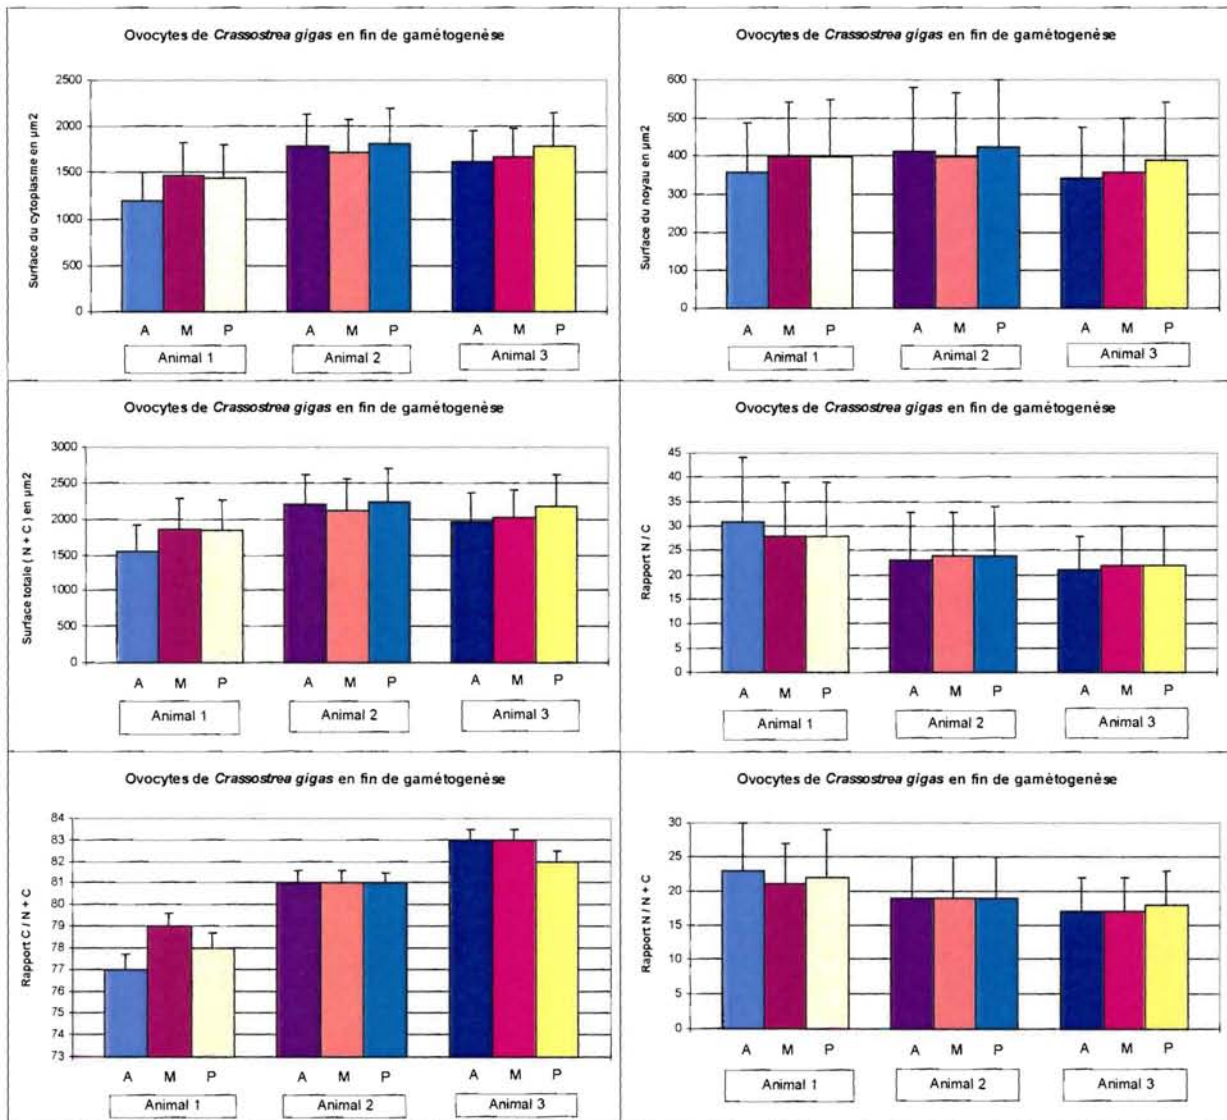 Ovocytes de Crassostrea gigas en fin de gamétogenèse
Surface du cytoplasme en µm2
2500
2000
1500
1000
500
0
A M P A M P A M P
Animal 1 Animal 2 Animal 3
Ovocytes de Crassostrea gigas en fin de gamétogenèse
Surface du noyau en µm2
600
500
400
300
200
100
0
A M P A M P A M P
Animal 1 Animal 2 Animal 3
Ovocytes de Crassostrea gigas en fin de gamétogenèse
Surface totale ( N + C ) en µm2
3000
2500
2000
1500
1000
500
0
A M P A M P A M P
Animal 1 Animal 2 Animal 3
Ovocytes de Crassostrea gigas en fin de gamétogenèse
Rapport N / C
45
40
35
30
25
20
15
10
5
0
A M P A M P A M P
Animal 1 Animal 2 Animal 3
Ovocytes de Crassostrea gigas en fin de gamétogenèse
Rapport C / N + C
84
83
82
81
80
79
78
77
76
75
74
73
A M P A M P A M P
Animal 1 Animal 2 Animal 3
Ovocytes de Crassostrea gigas en fin de gamétogenèse
Rapport N / N + C
30
25
20
15
10
5
0
A M P A M P A M P
Animal 1 Animal 2 Animal 3